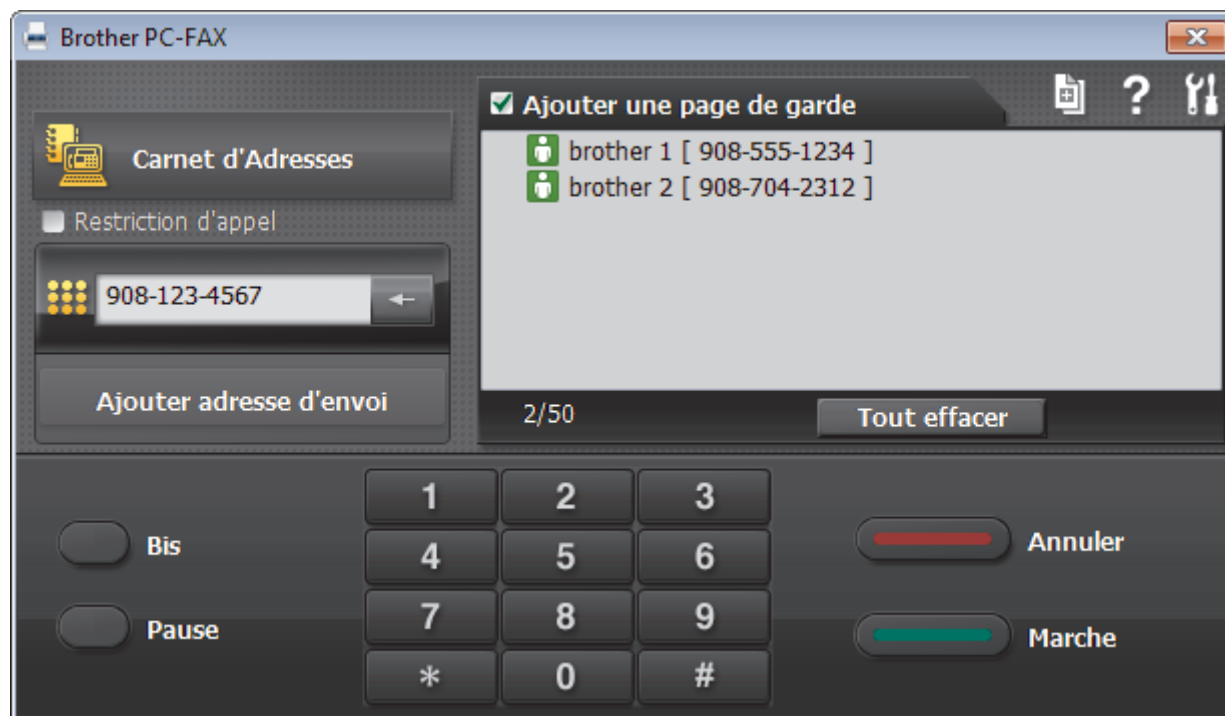 Brother PC-FAX
Carnet d'Adresses
Restriction d'appel
908-123-4567
Ajouter adresse d'envoi
Ajouter une page de garde
?
brother 1 [ 908-555-1234 ]
brother 2 [ 908-704-2312 ]
2/50
Tout effacer
Bis
Pause
1 2 3
4 5 6
7 8 9
* 0 #
Annuler
Marche